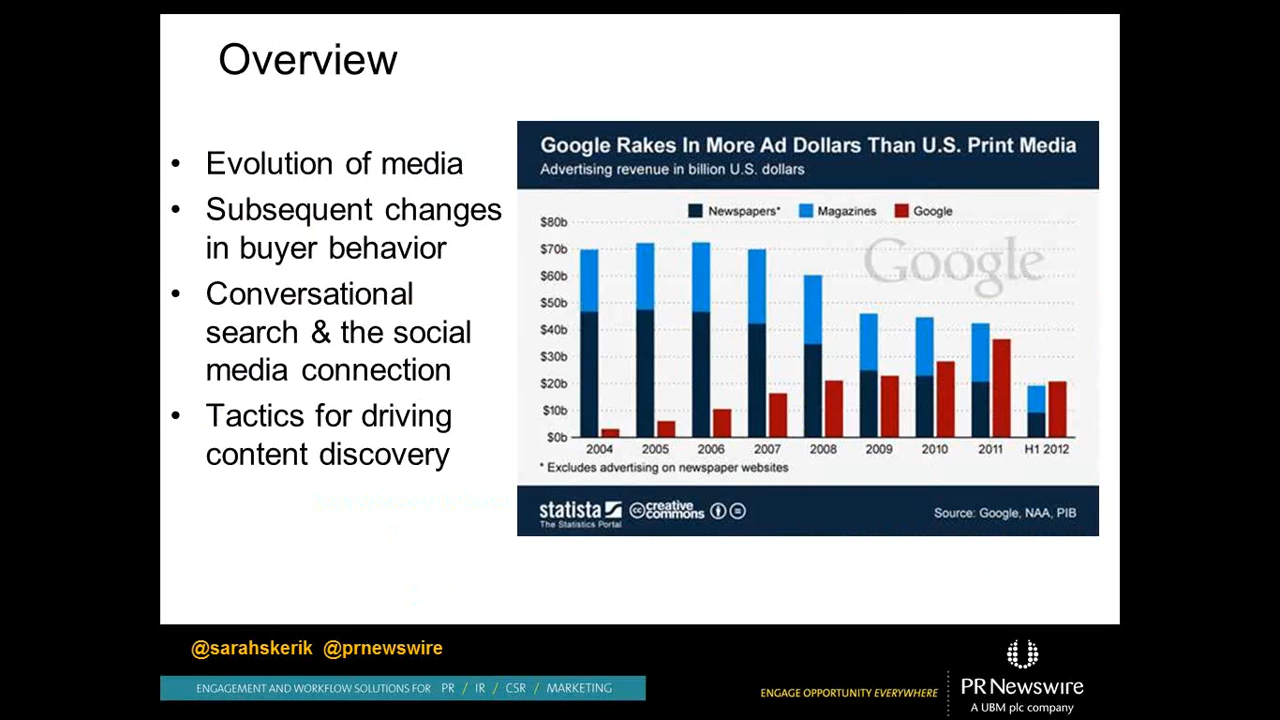 Overview
• Evolution of media
• Subsequent changes
in buyer behavior
• Conversational
search & the social
media connection
• Tactics for driving
content discovery
Google Rakes In More Ad Dollars Than U.S. Print Media
Advertising revenue in billion U.S. dollars
Newspapers* Magazines Google
$80b
$70b
$60b
$50b
$40b
$30b
$20b
$10b
$0b
Google
2004 2005 2006 2007 2008 2009 2010 2011 H1 2012
* Excludes advertising on newspaper websites
statista
The Statistics Portal
cc creative
commons
Source: Google, NAA, PIB
@sarahskerik @prnewswire
ENGAGEMENT AND WORKFLOW SOLUTIONS FOR PR / IR / CSR / MARKETING
ENGAGE OPPORTUNITY EVERYWHERE
PR Newswire
A UBM plc company